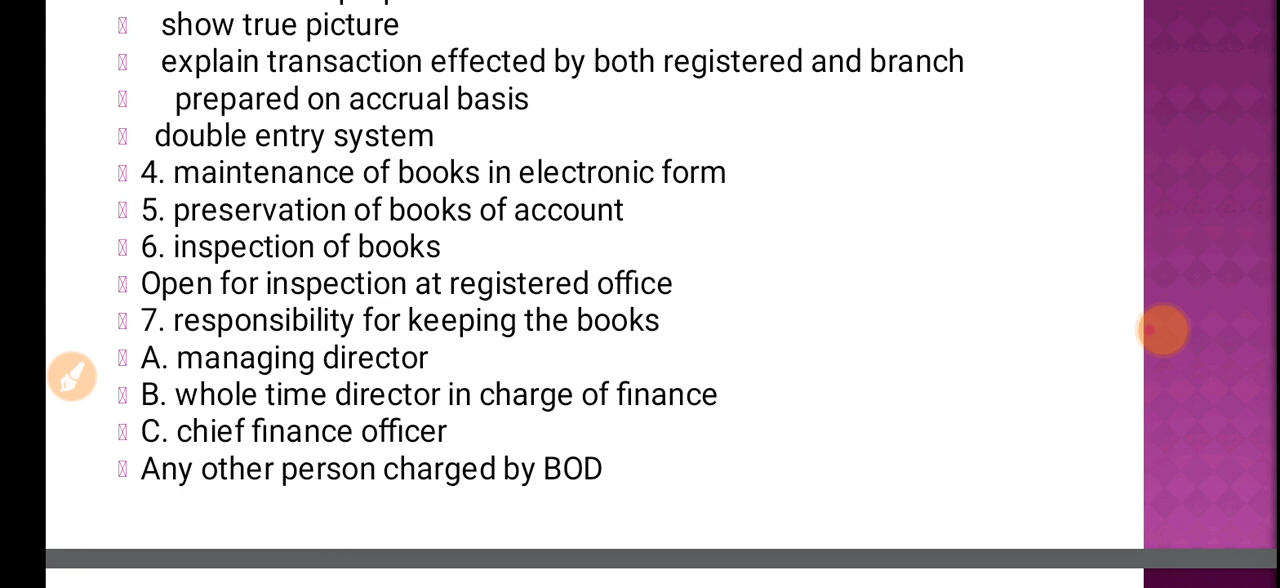 show true picture
explain transaction effected by both registered and branch
prepared on accrual basis
double entry system
4. maintenance of books in electronic form
5. preservation of books of account
6. inspection of books
Open for inspection at registered office
7. responsibility for keeping the books
A. managing director
B. whole time director in charge of finance
C. chief finance officer
Any other person charged by BOD